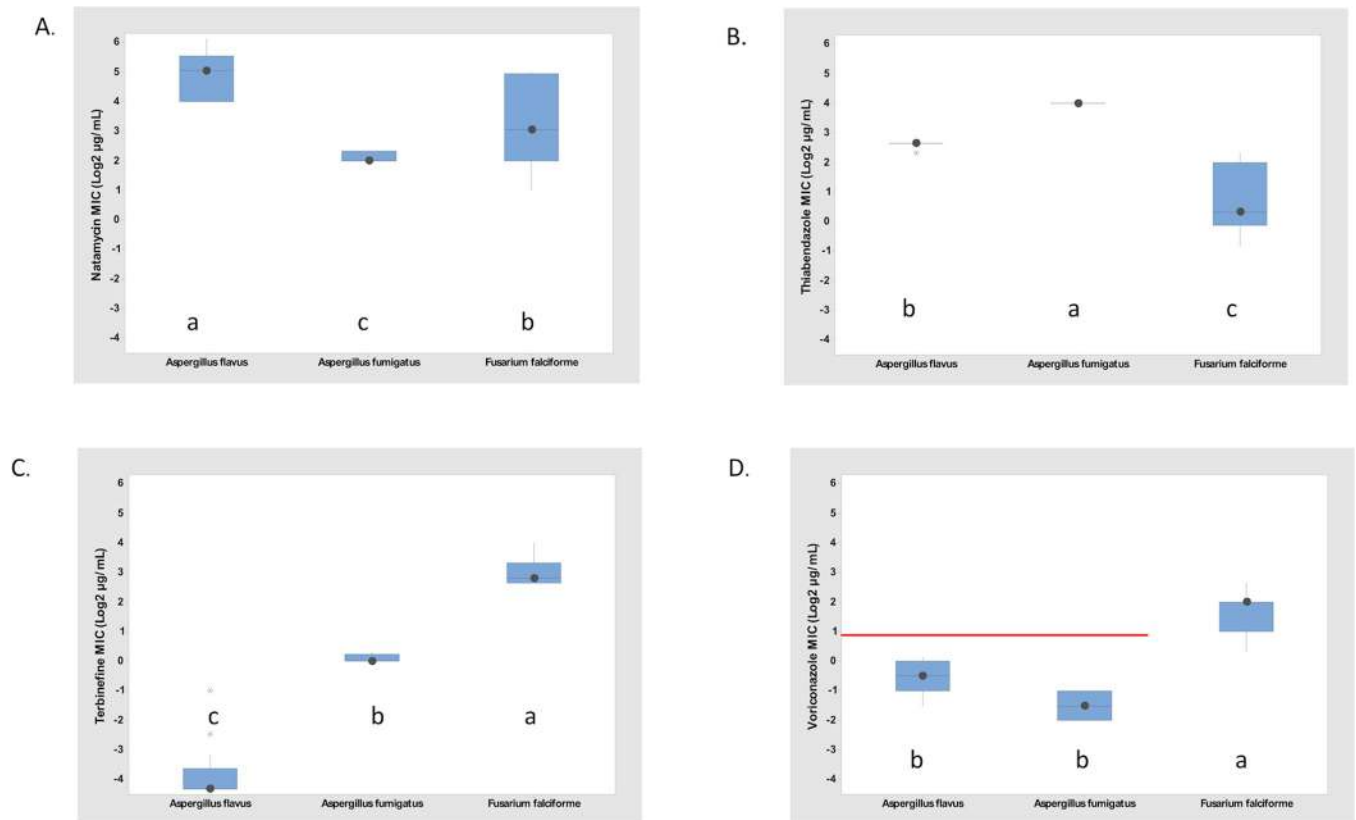 A.
Natamycin MIC (Log2 µg/ mL)
6
5
4
3
2
1
0
-1
-2
-3
-4
a
c
b
Aspergillus flavus
Aspergillus fumigatus
Fusarium falciforme
B.
Thiabendazole MIC (Log2 µg/ mL)
6
5
4
3
2
1
0
-1
-2
-3
-4
b
a
c
Aspergillus flavus
Aspergillus fumigatus
Fusarium falciforme
C.
Terbinefine MIC (Log2 µg/ mL)
6
5
4
3
2
1
0
-1
-2
-3
-4
c
b
a
Aspergillus flavus
Aspergillus fumigatus
Fusarium falciforme
D.
Voriconazole MIC (Log2 µg/ mL)
6
5
4
3
2
1
0
-1
-2
-3
-4
b
b
a
Aspergillus flavus
Aspergillus fumigatus
Fusarium falciforme